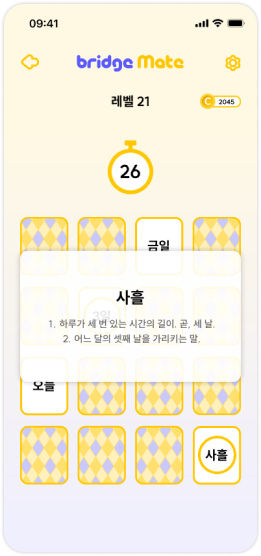 09:41
bridge Mate
레벨 21
C 2045
26
금일
사흘
3일
1. 하루가 세 번 있는 시간의 길이. 곧, 세 날.
2. 어느 달의 셋째 날을 가리키는 말.
오늘
사흘